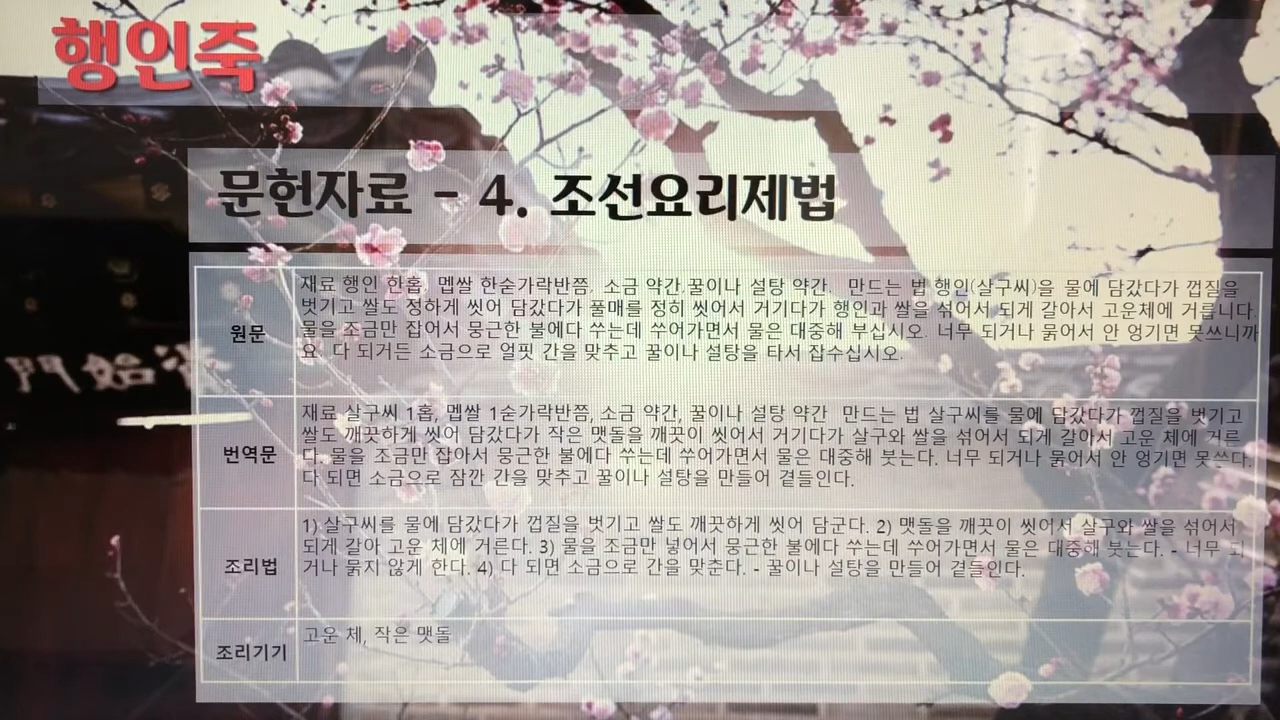 행인죽
문헌자료 - 4. 조선요리제법
원문
재료 행인 한홉, 멥쌀 한순가락반쯤, 소금 약간,꿀이나 설탕 약간. 만드는 법 행인(살구씨)을 물에 담갔다가 껍질을
벗기고 쌀도 정하게 씻어 담갔다가 풀매를 정히 씻어서 거기다가 행인과 쌀을 섞어서 되게 갈아서 고운체에 거릅니다.
물을 조금만 잡어서 뭉근한 불에다 쑤는데 쑤어가면서 물은 대중해 부십시오. 너무 되거나 묽어서 안 엉기면 못쓰니까
요. 다 되거든 소금으로 얼핏 간을 맞추고 꿀이나 설탕을 타서 잡수십시오.
번역문
재료 살구씨 1홉, 멥쌀 1순가락반쯤, 소금 약간, 꿀이나 설탕 약간 만드는 법 살구씨를 물에 담갔다가 껍질을 벗기고
쌀도 깨끗하게 씻어 담갔다가 작은 맷돌을 깨끗이 씻어서 거기다가 살구와 쌀을 섞어서 되게 갈아서 고운 체에 거른
다. 물을 조금만 잡아서 뭉근한 불에다 쑤는데 쑤어가면서 물은 대중해 붓는다. 너무 되거나 묽어서 안 엉기면 못쓴다.
다 되면 소금으로 잠깐 간을 맞추고 꿀이나 설탕을 만들어 곁들인다.
조리법
1) 살구씨를 물에 담갔다가 껍질을 벗기고 쌀도 깨끗하게 씻어 담군다. 2) 맷돌을 깨끗이 씻어서 살구와 쌀을 섞어서
되게 갈아 고운 체에 거른다. 3) 물을 조금만 넣어서 뭉근한 불에다 쑤는데 쑤어가면서 물은 대중해 붓는다. - 너무 되
거나 묽지 않게 한다. 4) 다 되면 소금으로 간을 맞춘다. - 꿀이나 설탕을 만들어 곁들인다.
조리기기
고운 체, 작은 맷돌
門始